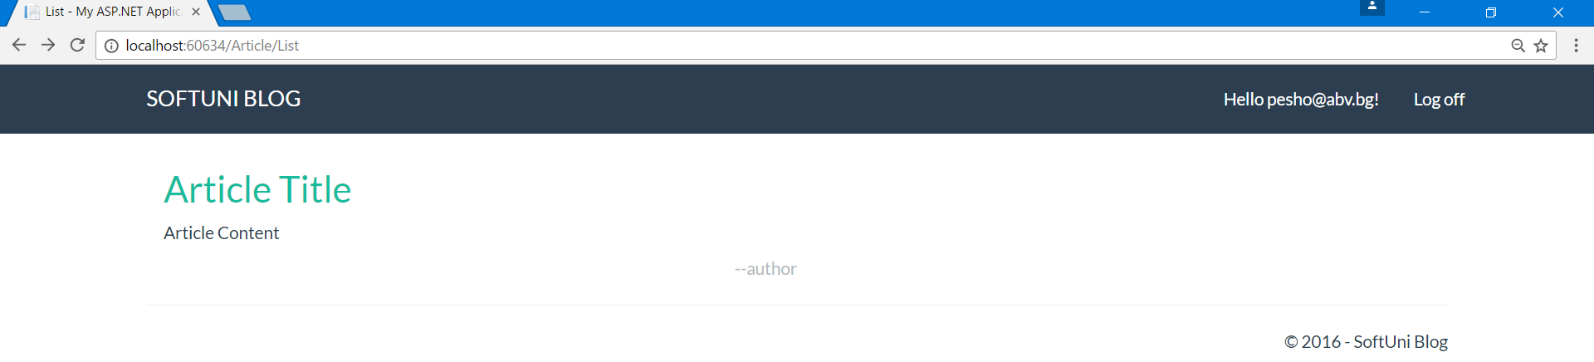 List - My ASP.NET Applic
localhost:60634/Article/List
SOFTUNI BLOG
Hello pesho@abv.bg!
Log off
Article Title
Article Content
--author
© 2016 - SoftUni Blog